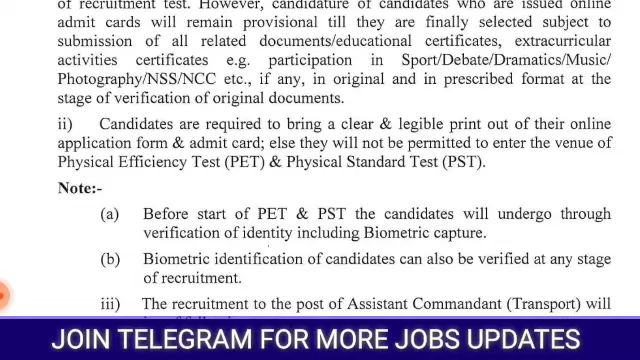 of recruitment test. However, candidature of candidates who are issued online
admit cards will remain provisional till they are finally selected subject to
submission of all related documents/educational certificates, extracurricular
activities certificates e.g. participation in Sport/Debate/Dramatics/Music/
Photography/NSS/NCC etc., if any, in original and in prescribed format at the
stage of verification of original documents.
ii) Candidates are required to bring a clear & legible print out of their online
application form & admit card; else they will not be permitted to enter the venue of
Physical Efficiency Test (PET) & Physical Standard Test (PST).
Note:-
(a) Before start of PET & PST the candidates will undergo through
verification of identity including Biometric capture.
(b) Biometric identification of candidates can also be verified at any stage
of recruitment.
iii) The recruitment to the post of Assistant Commandant (Transport) will
JOIN TELEGRAM FOR MORE JOBS UPDATES